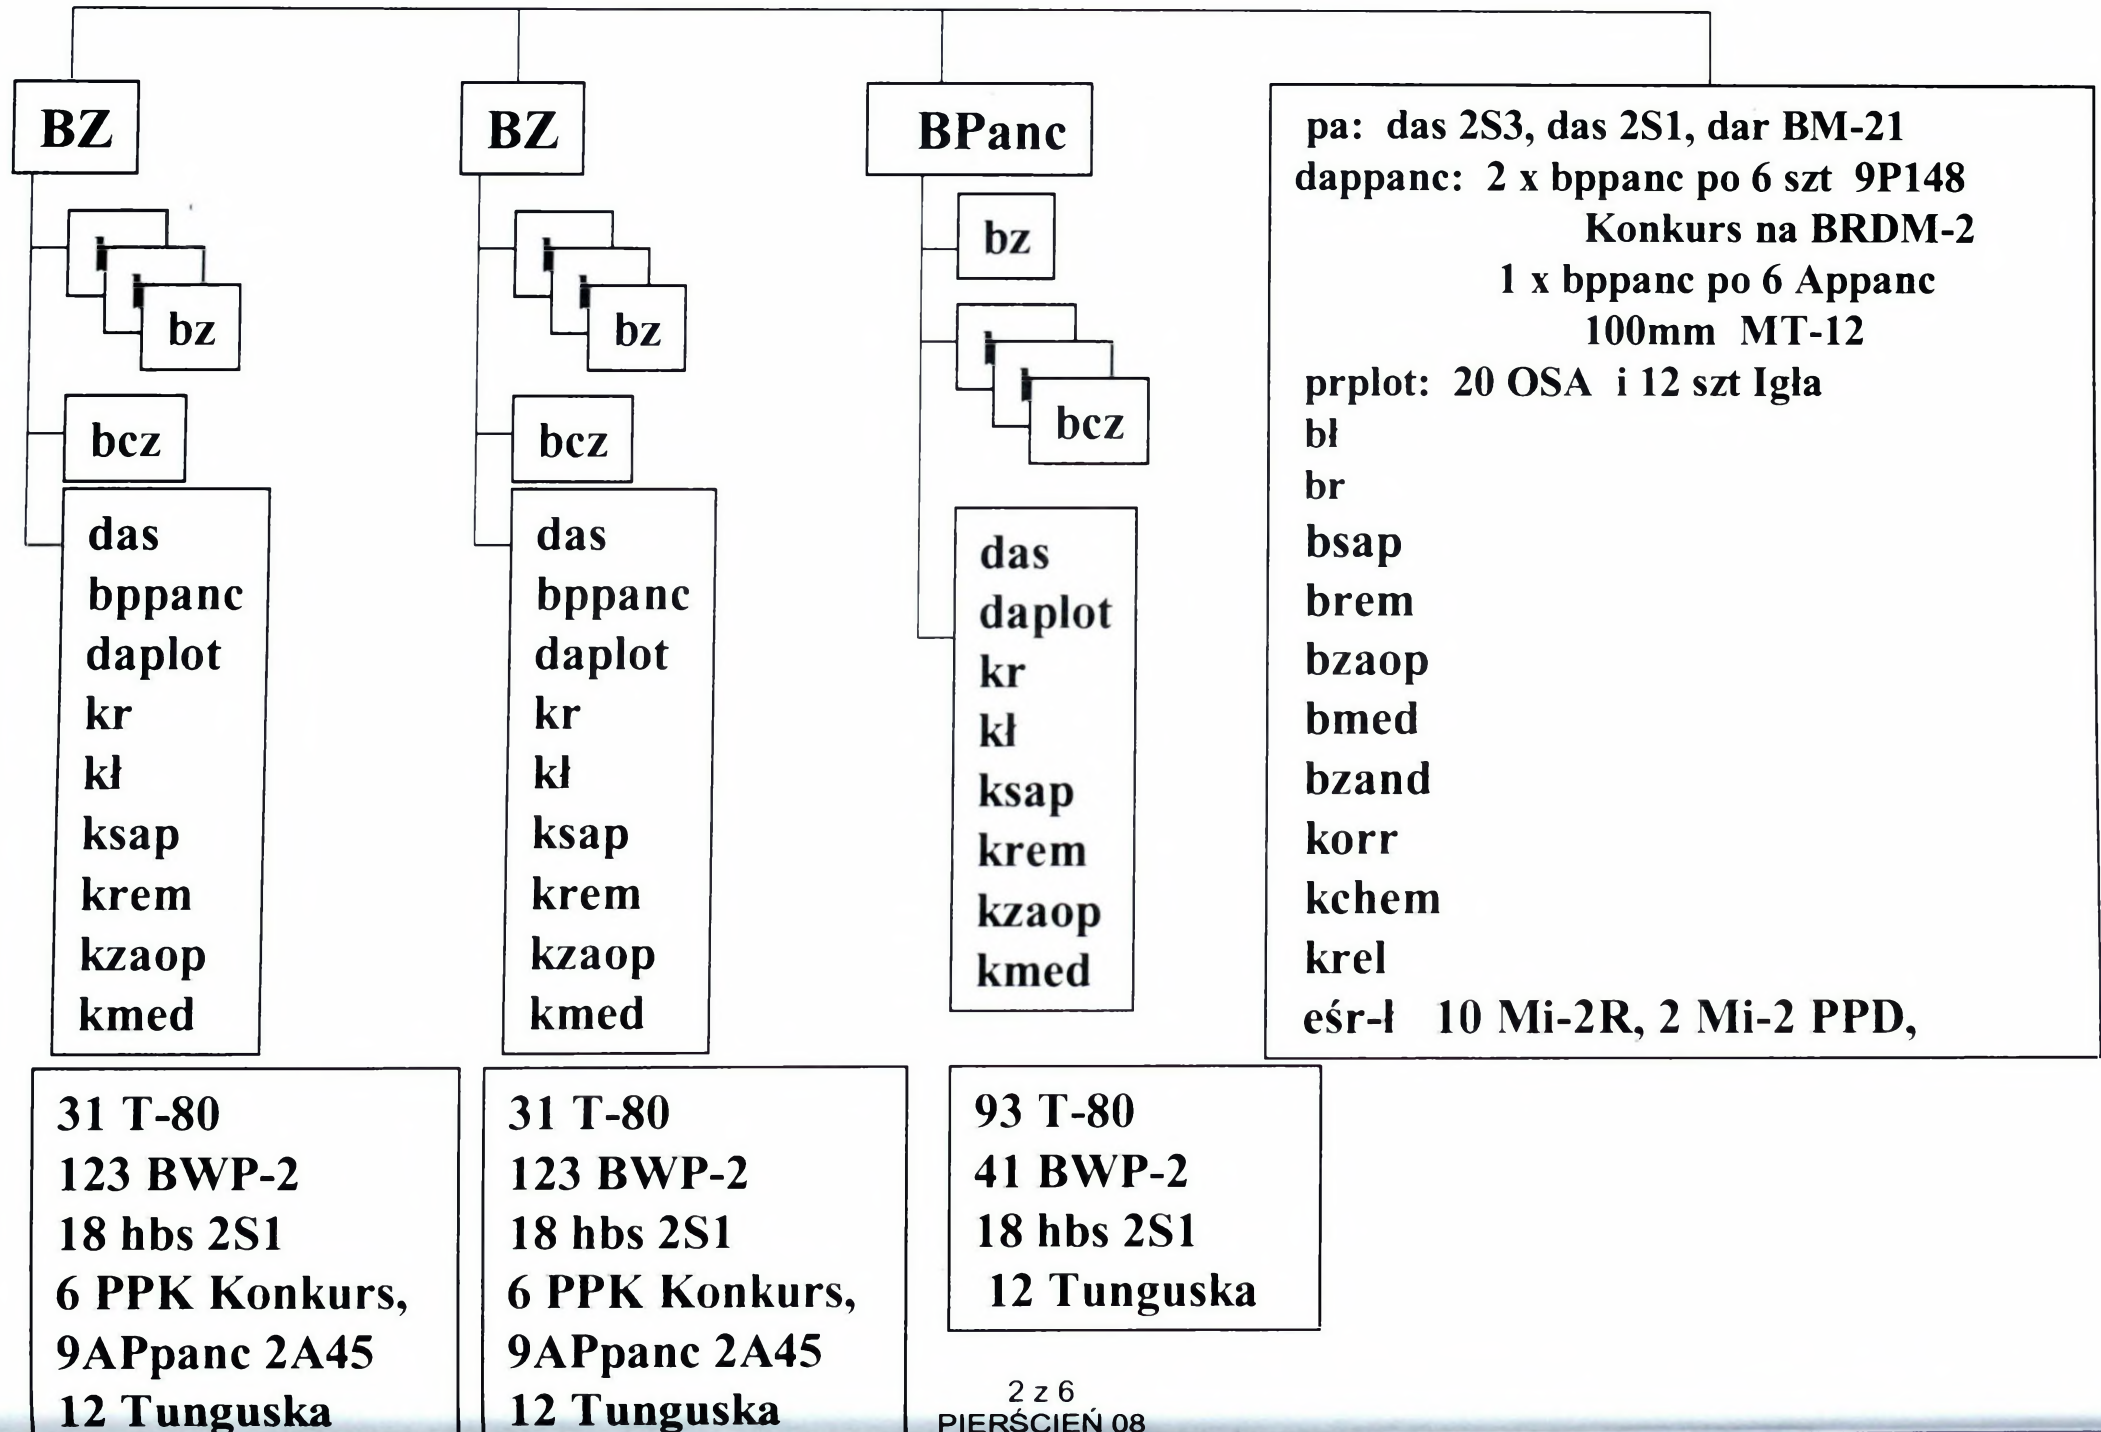 BZ
bz
bcz
das
bppanc
daplot
kr
kł
ksap
krem
kzaop
kmed
31 T-80
123 BWP-2
18 hbs 2S1
6 PPK Konkurs,
9APpanc 2A45
12 Tunguska
BZ
bz
bcz
das
bppanc
daplot
kr
kł
ksap
krem
kzaop
kmed
31 T-80
123 BWP-2
18 hbs 2S1
6 PPK Konkurs,
9APpanc 2A45
12 Tunguska
BPanc
bz
bcz
das
daplot
kr
kł
ksap
krem
kzaop
kmed
93 T-80
41 BWP-2
18 hbs 2S1
12 Tunguska
pa: das 2S3, das 2S1, dar BM-21
dappanc: 2 x bppanc po 6 szt 9P148
Konkurs na BRDM-2
1 x bppanc po 6 Appanc
100mm MT-12
prplot: 20 OSA i 12 szt Igła
bł
br
bsap
brem
bzaop
bmed
bzand
korr
kchem
krel
eśr-ł 10 Mi-2R, 2 Mi-2 PPD,
2 z 6
PIERŚCIEŃ 08